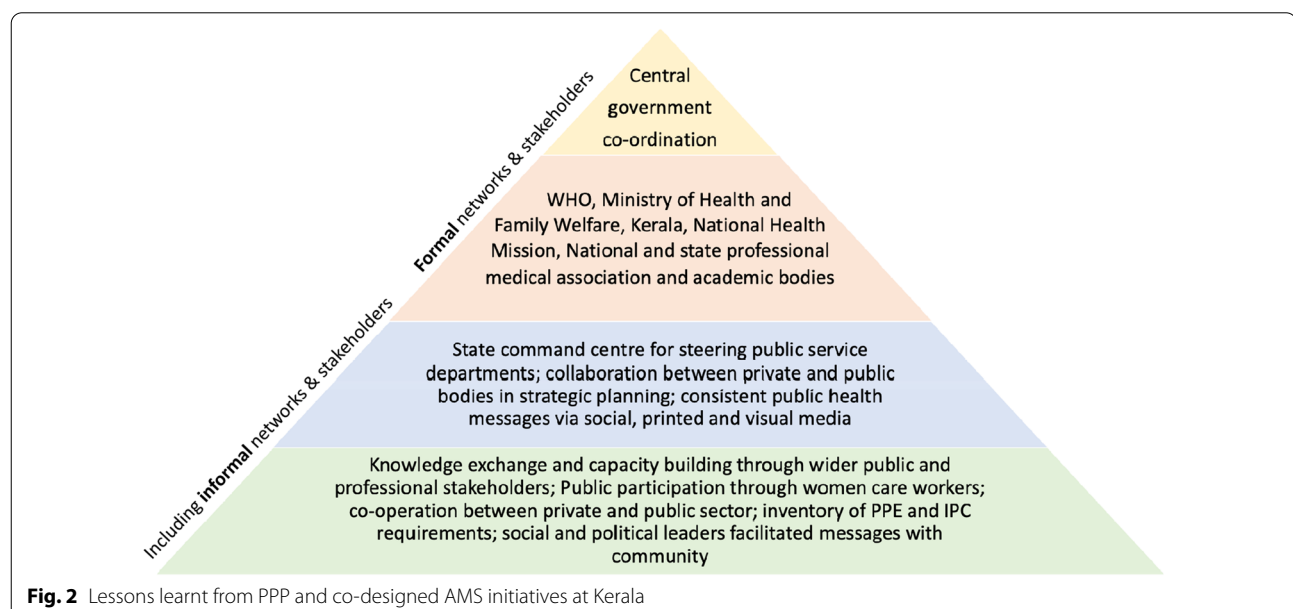 Central
government
co-ordination
Formal networks & stakeholders
WHO, Ministry of Health and
Family Welfare, Kerala, National Health
Mission, National and state professional
medical association and academic bodies
Including informal networks & stakeholders
State command centre for steering public service
departments; collaboration between private and public
bodies in strategic planning; consistent public health
messages via social, printed and visual media
Knowledge exchange and capacity building through wider public and
professional stakeholders; Public participation through women care workers;
co-operation between private and public sector; inventory of PPE and IPC
requirements; social and political leaders facilitated messages with
community
Fig. 2 Lessons learnt from PPP and co-designed AMS initiatives at Kerala